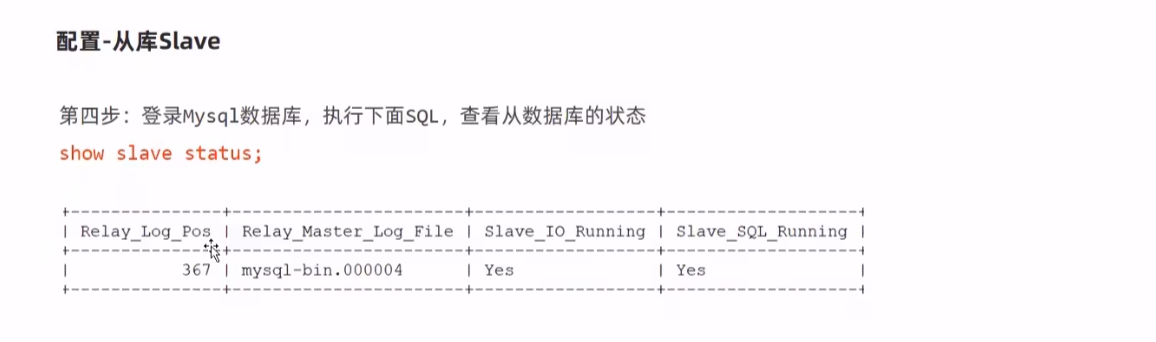 配置-从库Slave
第四步：登录Mysql数据库，执行下面SQL，查看从数据库的状态
show slave status;
+---------------+-----------------------+------------------+-------------------+
| Relay_Log_Pos | Relay_Master_Log_File | Slave_IO_Running | Slave_SQL_Running |
+---------------+-----------------------+------------------+-------------------+
|           367 | mysql-bin.000004      | Yes              | Yes               |
+---------------+-----------------------+------------------+-------------------+